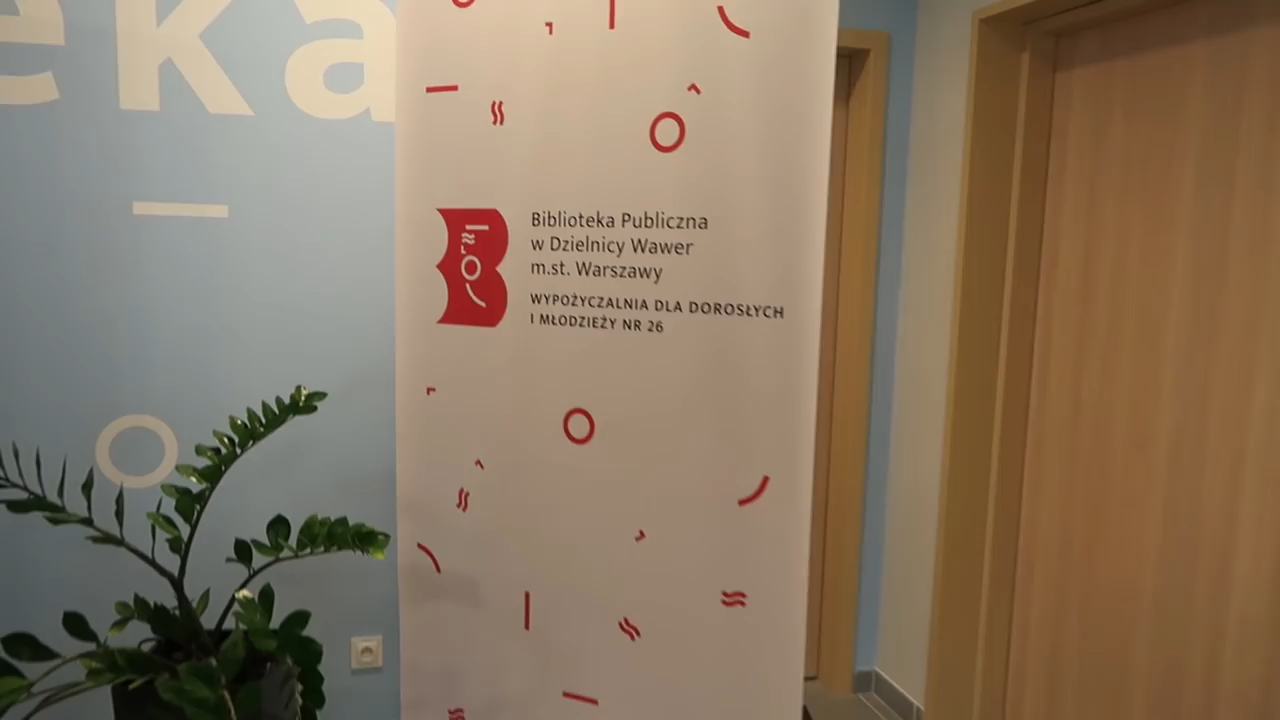 eka
Biblioteka Publiczna
w Dzielnicy Wawer
m.st. Warszawy
WYPOŻYCZALNIA DLA DOROSŁYCH
I MŁODZIEŻY NR 26